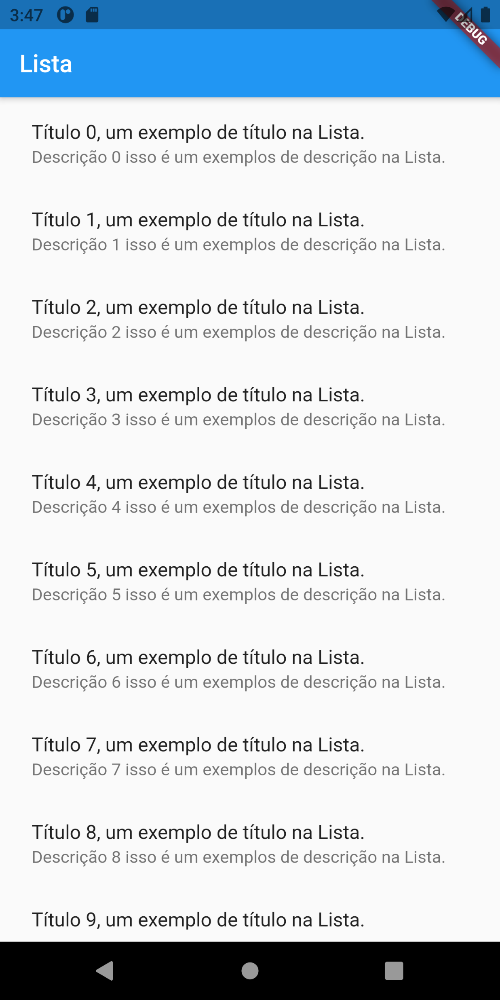 3:47
DEBUG
Lista
Título 0, um exemplo de título na Lista.
Descrição 0 isso é um exemplos de descrição na Lista.
Título 1, um exemplo de título na Lista.
Descrição 1 isso é um exemplos de descrição na Lista.
Título 2, um exemplo de título na Lista.
Descrição 2 isso é um exemplos de descrição na Lista.
Título 3, um exemplo de título na Lista.
Descrição 3 isso é um exemplos de descrição na Lista.
Título 4, um exemplo de título na Lista.
Descrição 4 isso é um exemplos de descrição na Lista.
Título 5, um exemplo de título na Lista.
Descrição 5 isso é um exemplos de descrição na Lista.
Título 6, um exemplo de título na Lista.
Descrição 6 isso é um exemplos de descrição na Lista.
Título 7, um exemplo de título na Lista.
Descrição 7 isso é um exemplos de descrição na Lista.
Título 8, um exemplo de título na Lista.
Descrição 8 isso é um exemplos de descrição na Lista.
Título 9, um exemplo de título na Lista.